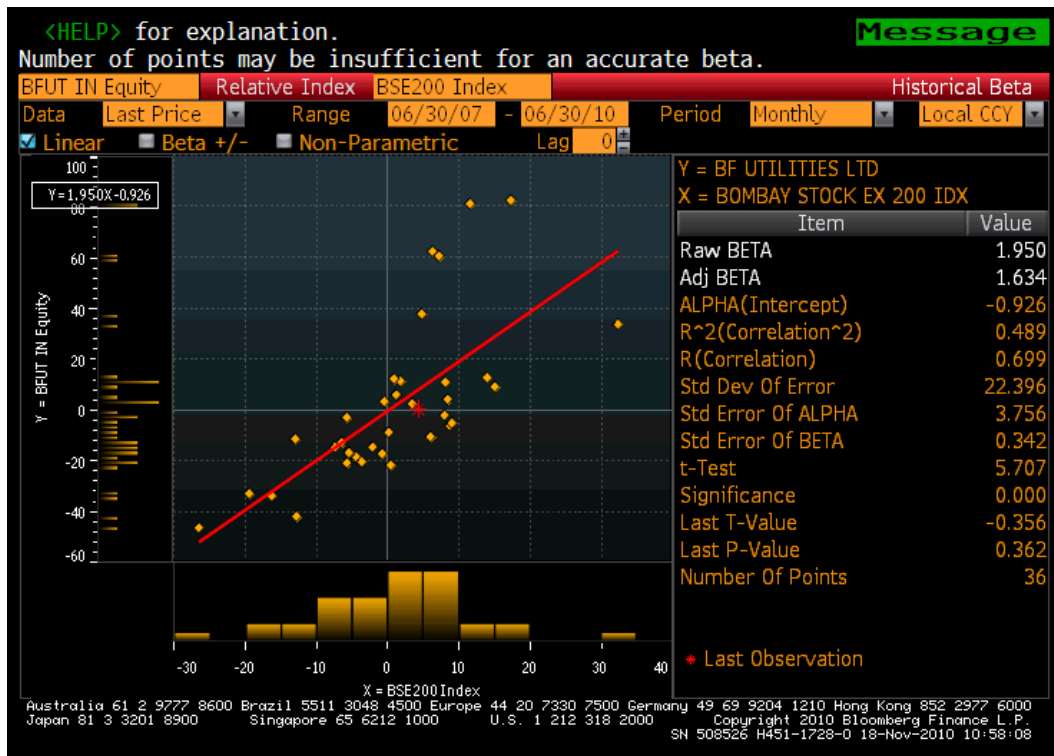 <HELP> for explanation.
Message
Number of points may be insufficient for an accurate beta.
BFUT IN Equity Relative Index BSE200 Index Historical Beta
Data Last Price Range 06/30/07 - 06/30/10 Period Monthly Local CCY
Linear Beta +/- Non-Parametric Lag 0
Y = BF UTILITIES LTD
X = BOMBAY STOCK EX 200 IDX
Item Value
Raw BETA 1.950
Adj BETA 1.634
ALPHA(Intercept) -0.926
R^2(Correlation^2) 0.489
R(Correlation) 0.699
Std Dev Of Error 22.396
Std Error Of ALPHA 3.756
Std Error Of BETA 0.342
t-Test 5.707
Significance 0.000
Last T-Value -0.356
Last P-Value 0.362
Number Of Points 36
* Last Observation
100
Y=1.950X-0.926
80
60
40
20
0
-20
-40
-60
Y = BFUT IN Equity
-30 -20 -10 0 10 20 30 40
X = BSE200 Index
Australia 61 2 9777 8600 Brazil 5511 3048 4500 Europe 44 20 7330 7500 Germany 49 69 9204 1210 Hong Kong 852 2977 6000
Japan 81 3 3201 8900 Singapore 65 6212 1000 U.S. 1 212 318 2000 Copyright 2010 Bloomberg Finance L.P.
SN 508526 H451-1728-0 18-Nov-2010 10:58:08